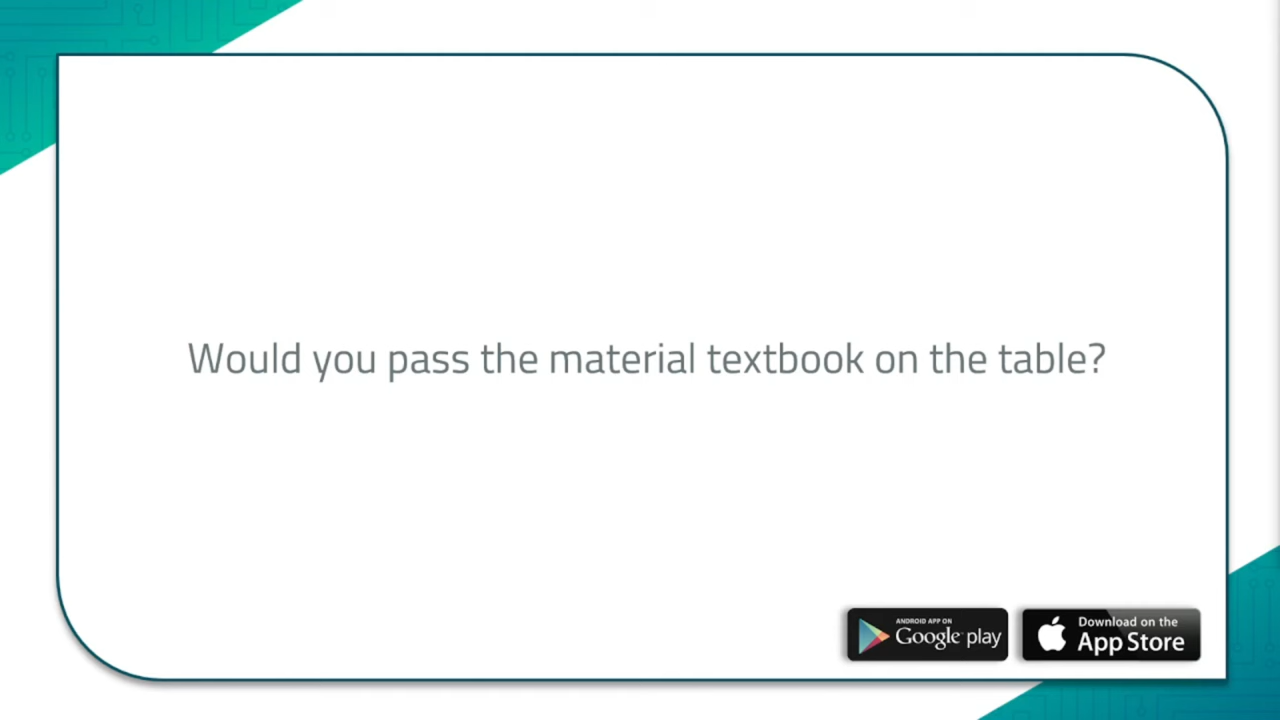 Would you pass the material textbook on the table?
ANDROID APP ON
Google play
Download on the
App Store